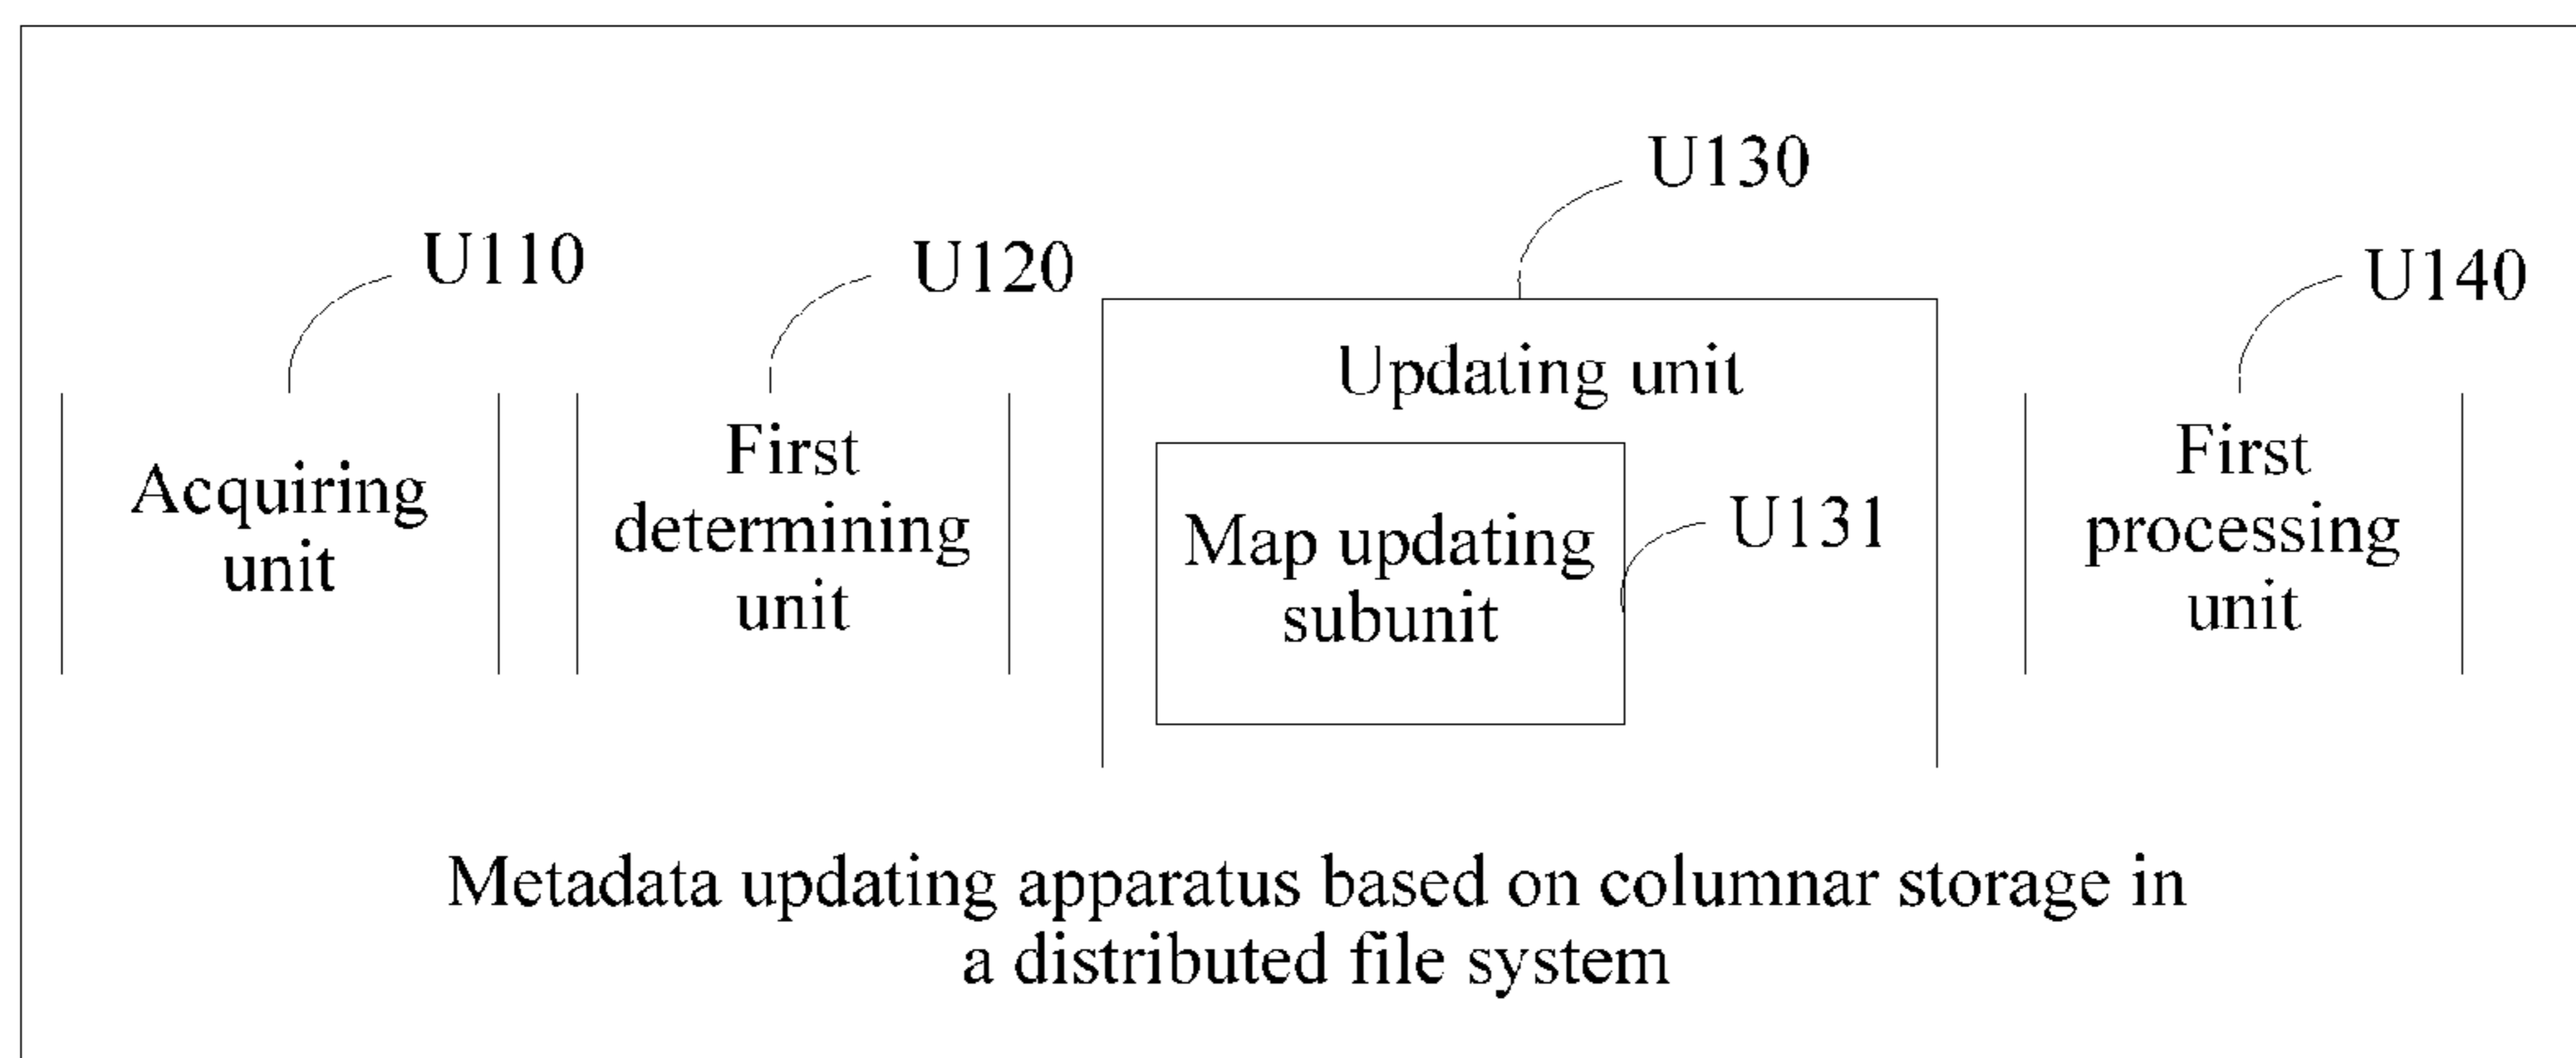 U130
U110
U120
U140
Updating unit
Acquiring
unit
First
determining
unit
Map updating
subunit
U131
First
processing
unit
Metadata updating apparatus based on columnar storage in
a distributed file system